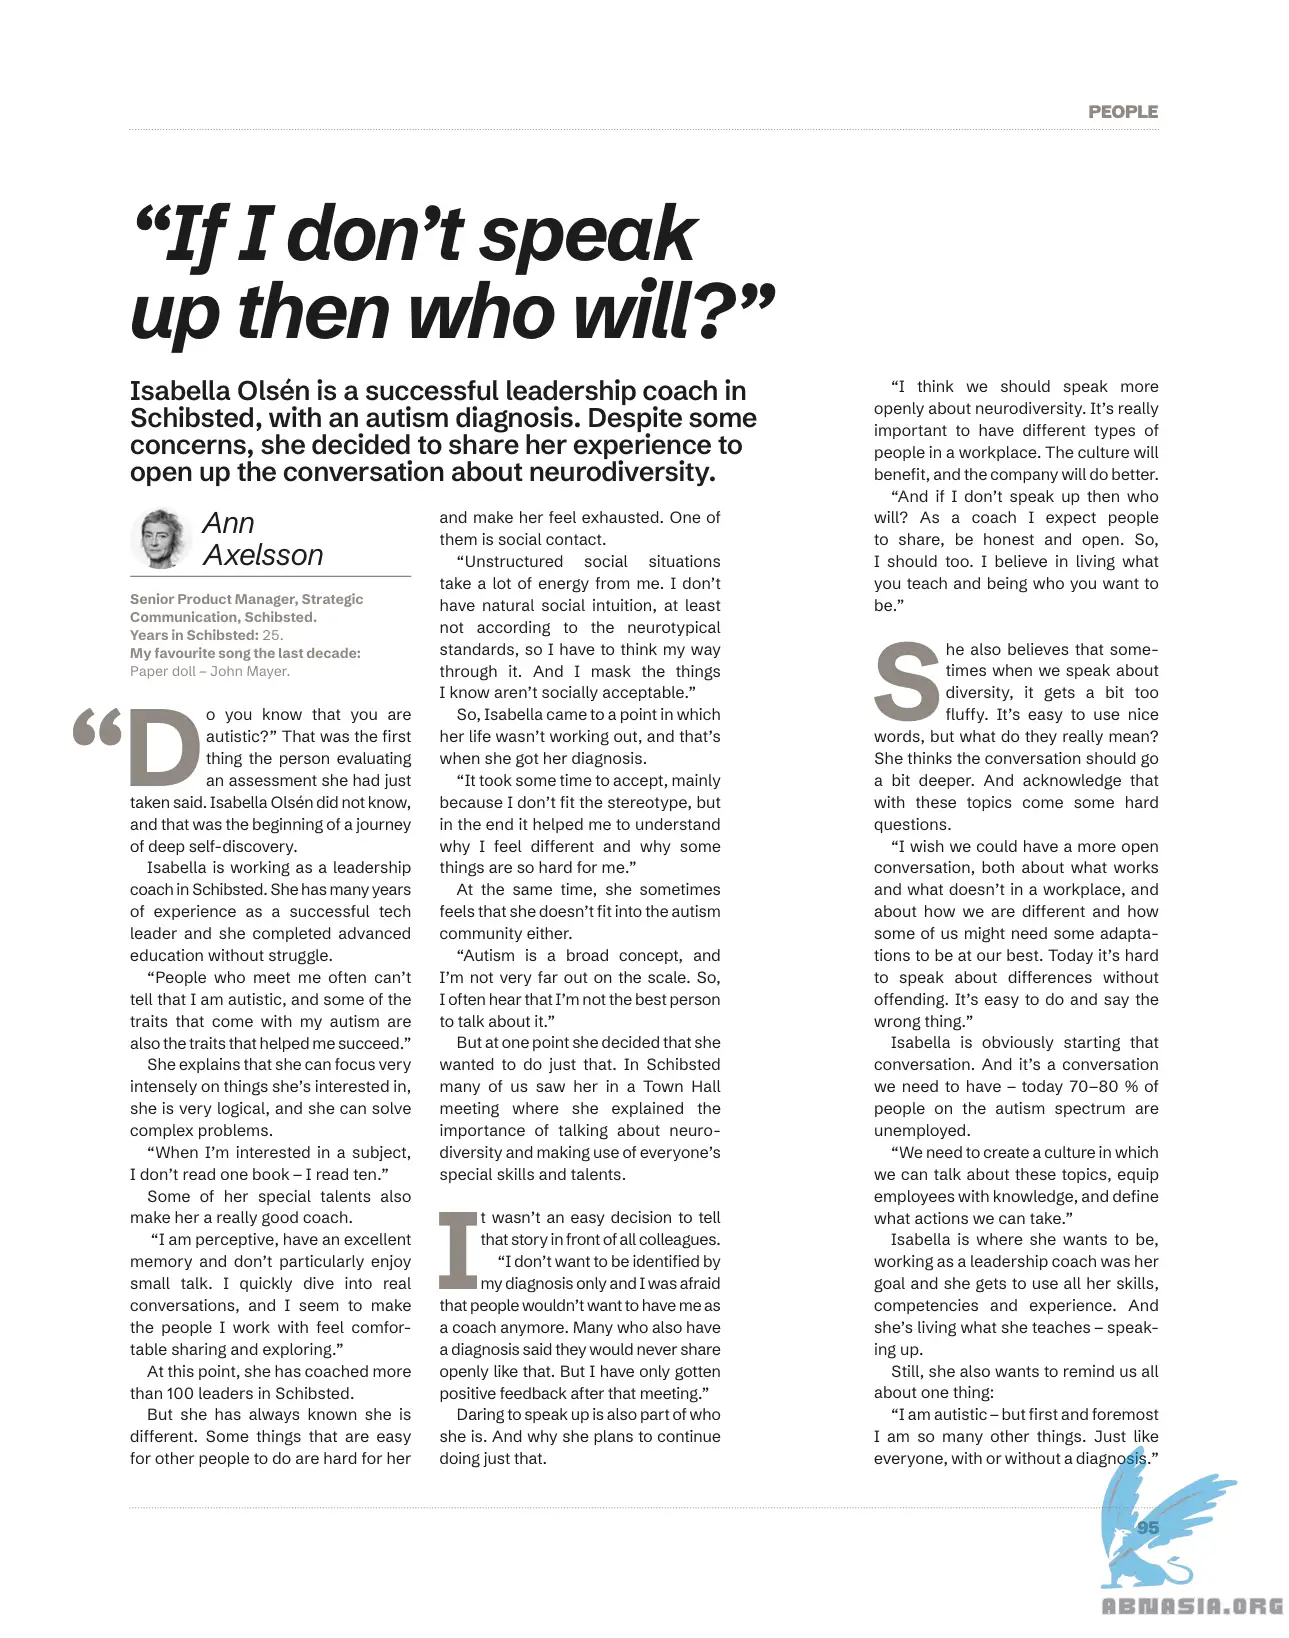 PEOPLE
“If I don’t speak
up then who will?”
Isabella Olsén is a successful leadership coach in
Schibsted, with an autism diagnosis. Despite some
concerns, she decided to share her experience to
open up the conversation about neurodiversity.
Ann
Axelsson
Senior Product Manager, Strategic
Communication, Schibsted.
Years in Schibsted: 25.
My favourite song the last decade:
Paper doll – John Mayer.
“Do you know that you are
autistic?” That was the first
thing the person evaluating
an assessment she had just
taken said. Isabella Olsén did not know,
and that was the beginning of a journey
of deep self-discovery.
Isabella is working as a leadership
coach in Schibsted. She has many years
of experience as a successful tech
leader and she completed advanced
education without struggle.
“People who meet me often can’t
tell that I am autistic, and some of the
traits that come with my autism are
also the traits that helped me succeed.”
She explains that she can focus very
intensely on things she’s interested in,
she is very logical, and she can solve
complex problems.
“When I’m interested in a subject,
I don’t read one book – I read ten.”
Some of her special talents also
make her a really good coach.
“I am perceptive, have an excellent
memory and don’t particularly enjoy
small talk. I quickly dive into real
conversations, and I seem to make
the people I work with feel comfor-
table sharing and exploring.”
At this point, she has coached more
than 100 leaders in Schibsted.
But she has always known she is
different. Some things that are easy
for other people to do are hard for her
and make her feel exhausted. One of
them is social contact.
“Unstructured social situations
take a lot of energy from me. I don’t
have natural social intuition, at least
not according to the neurotypical
standards, so I have to think my way
through it. And I mask the things
I know aren’t socially acceptable.”
So, Isabella came to a point in which
her life wasn’t working out, and that’s
when she got her diagnosis.
“It took some time to accept, mainly
because I don’t fit the stereotype, but
in the end it helped me to understand
why I feel different and why some
things are so hard for me.”
At the same time, she sometimes
feels that she doesn’t fit into the autism
community either.
“Autism is a broad concept, and
I’m not very far out on the scale. So,
I often hear that I’m not the best person
to talk about it.”
But at one point she decided that she
wanted to do just that. In Schibsted
many of us saw her in a Town Hall
meeting where she explained the
importance of talking about neuro-
diversity and making use of everyone’s
special skills and talents.
It wasn’t an easy decision to tell
that story in front of all colleagues.
“I don’t want to be identified by
my diagnosis only and I was afraid
that people wouldn’t want to have me as
a coach anymore. Many who also have
a diagnosis said they would never share
openly like that. But I have only gotten
positive feedback after that meeting.”
Daring to speak up is also part of who
she is. And why she plans to continue
doing just that.
“I think we should speak more
openly about neurodiversity. It’s really
important to have different types of
people in a workplace. The culture will
benefit, and the company will do better.
“And if I don’t speak up then who
will? As a coach I expect people
to share, be honest and open. So,
I should too. I believe in living what
you teach and being who you want to
be.”
She also believes that some-
times when we speak about
diversity, it gets a bit too
fluffy. It’s easy to use nice
words, but what do they really mean?
She thinks the conversation should go
a bit deeper. And acknowledge that
with these topics come some hard
questions.
“I wish we could have a more open
conversation, both about what works
and what doesn’t in a workplace, and
about how we are different and how
some of us might need some adapta-
tions to be at our best. Today it’s hard
to speak about differences without
offending. It’s easy to do and say the
wrong thing.”
Isabella is obviously starting that
conversation. And it’s a conversation
we need to have – today 70–80 % of
people on the autism spectrum are
unemployed.
“We need to create a culture in which
we can talk about these topics, equip
employees with knowledge, and define
what actions we can take.”
Isabella is where she wants to be,
working as a leadership coach was her
goal and she gets to use all her skills,
competencies and experience. And
she’s living what she teaches – speak-
ing up.
Still, she also wants to remind us all
about one thing:
“I am autistic – but first and foremost
I am so many other things. Just like
everyone, with or without a diagnosis.”
95
ABNASIA.ORG